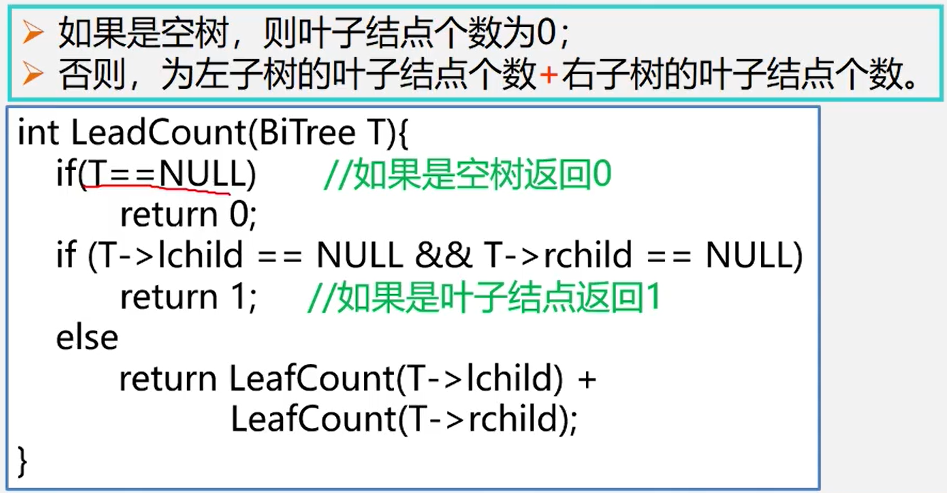 如果是空树，则叶子结点个数为0；
否则，为左子树的叶子结点个数+右子树的叶子结点个数。
int LeadCount(BiTree T){
if(T==NULL) //如果是空树返回0
return 0;
if (T->lchild == NULL && T->rchild == NULL)
return 1; //如果是叶子结点返回1
else
return LeafCount(T->lchild) +
LeafCount(T->rchild);
}